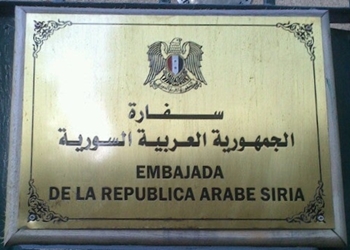 سفارة
الجمهورية العربية السورية
EMBAJADA
DE LA REPUBLICA ARABE SIRIA